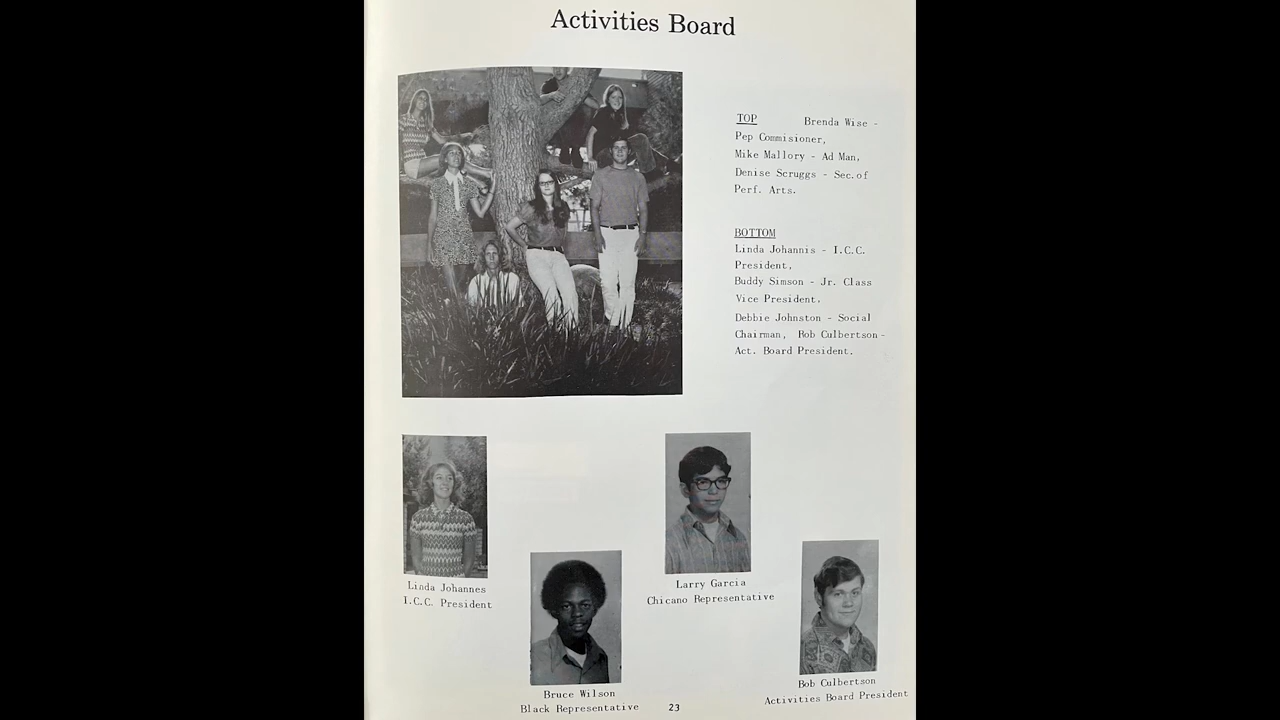 Activities Board
TOP Brenda Wise -
Pep Commisioner,
Mike Mallory - Ad Man,
Denise Scruggs - Sec.of
Perf. Arts.
BOTTOM
Linda Johannis - I.C.C.
President,
Buddy Simson - Jr. Class
Vice President,
Debbie Johnston - Social
Chairman, Rob Culbertson-
Act. Board President.
Linda Johannes
I.C.C. President
Larry Garcia
Chicano Representative
Bruce Wilson
Black Representative
Bob Culbertson
Activities Board President
23